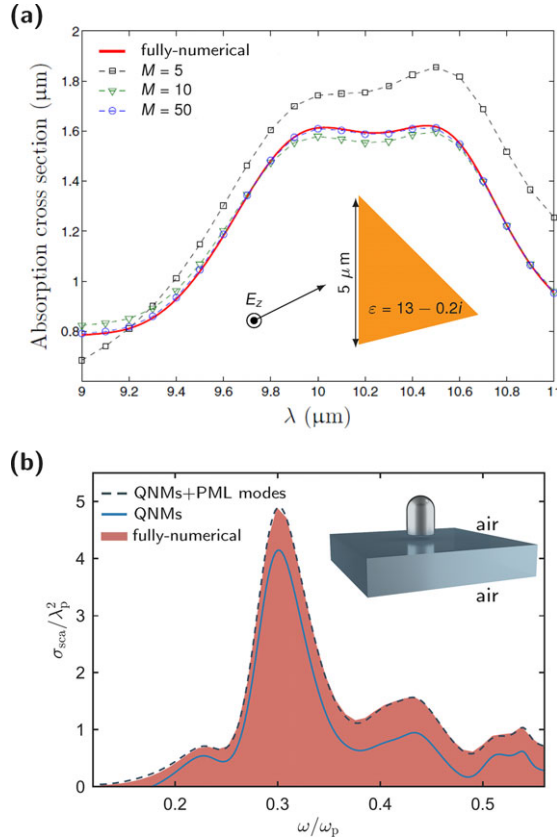 (a)
fully-numerical
M = 5
M = 10
M = 50
Absorption cross section (μm)
2
1.8
1.6
1.4
1.2
1
0.8
5 μm
ε = 13 − 0.2i
E_z
9 9.2 9.4 9.6 9.8 10 10.2 10.4 10.6 10.8 11
λ (μm)
(b)
QNMs+PML modes
QNMs
fully-numerical
air
air
σ_sca/λ_p^2
5
4
3
2
1
0
0.2 0.3 0.4 0.5
ω/ω_p